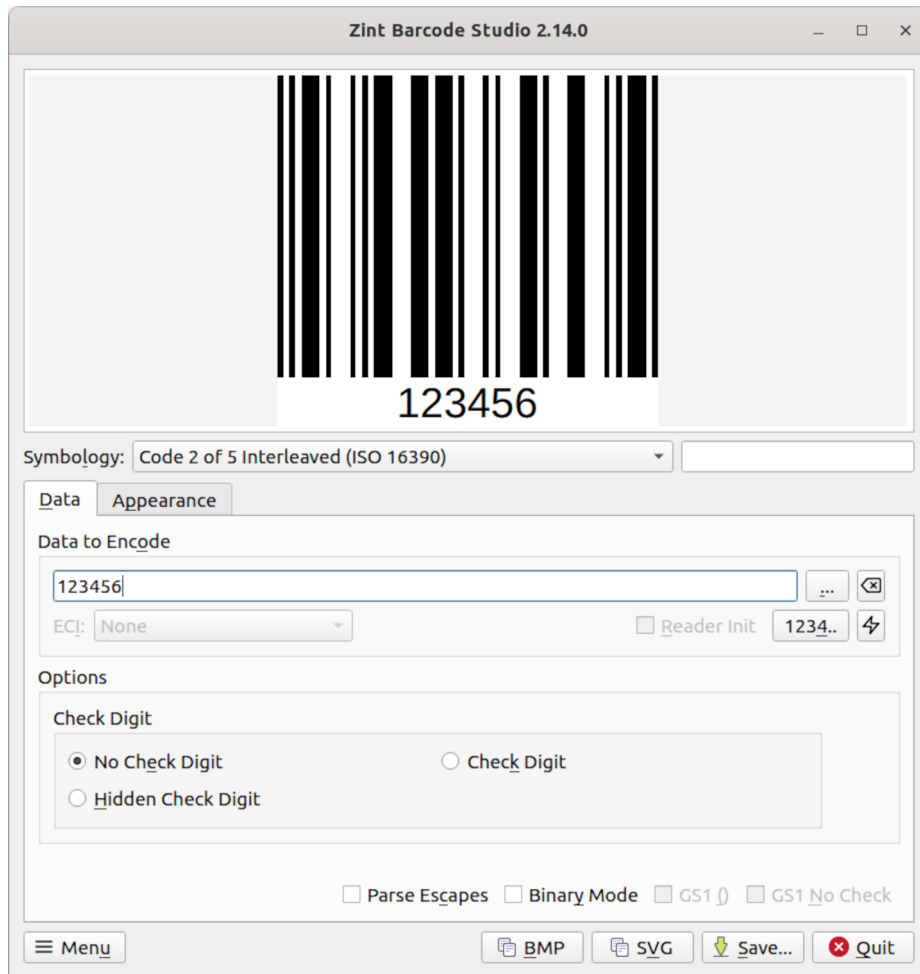 Zint Barcode Studio 2.14.0
123456
Symbology: Code 2 of 5 Interleaved (ISO 16390)
Data Appearance
Data to Encode
123456 ...
ECI: None Reader Init 1234..
Options
Check Digit
No Check Digit Check Digit
Hidden Check Digit
Parse Escapes Binary Mode GS1 () GS1 No Check
Menu BMP SVG Save... Quit